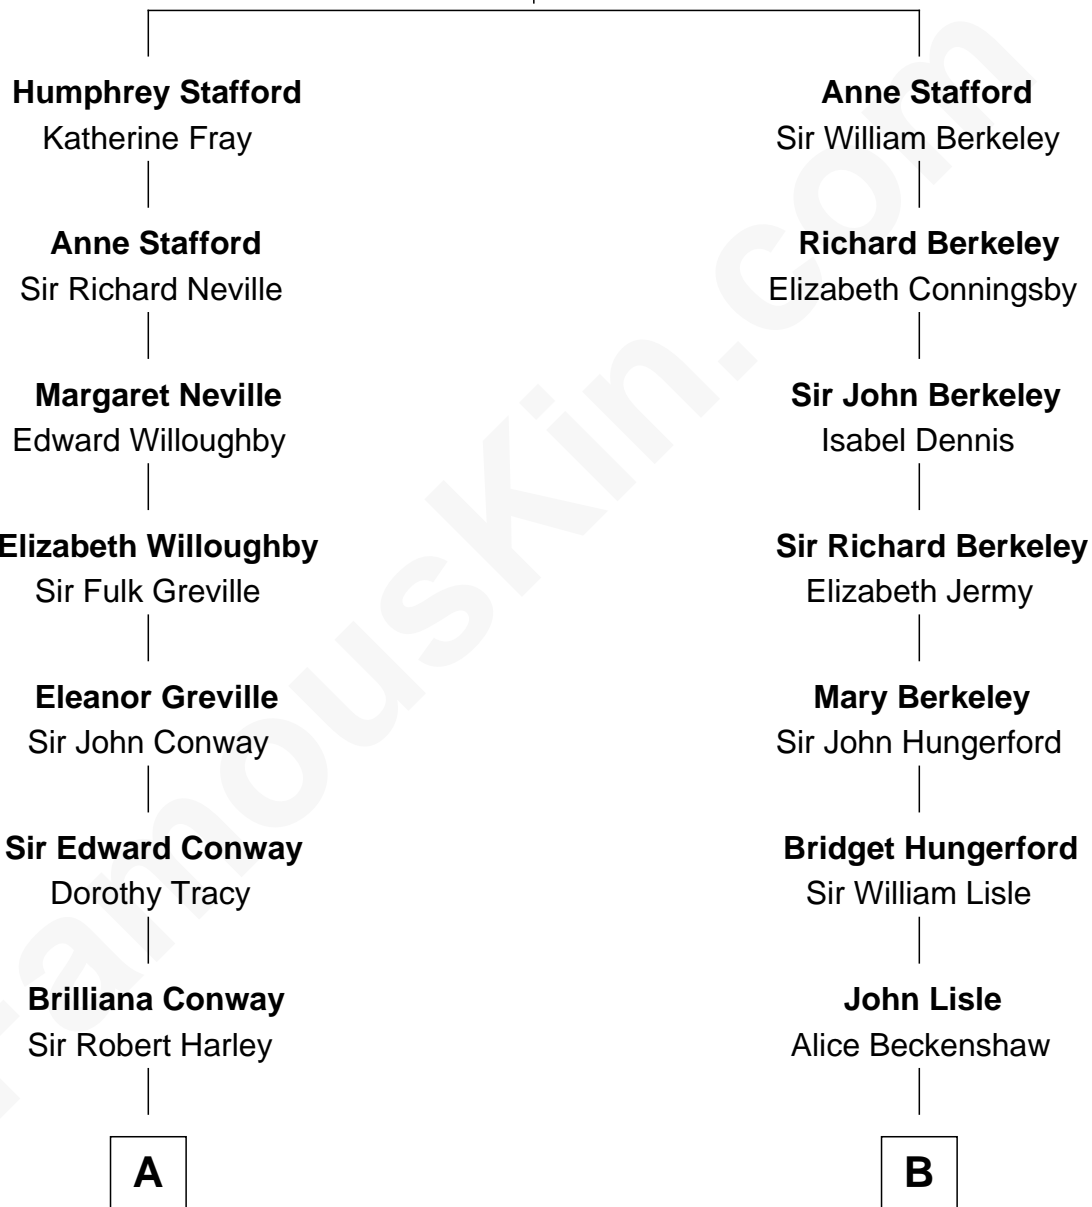 Humphrey Stafford
Katherine Fray
Anne Stafford
Sir William Berkeley
Anne Stafford
Sir Richard Neville
Richard Berkeley
Elizabeth Conningsby
Margaret Neville
Edward Willoughby
Sir John Berkeley
Isabel Dennis
Elizabeth Willoughby
Sir Fulk Greville
Sir Richard Berkeley
Elizabeth Jermy
Eleanor Greville
Sir John Conway
Mary Berkeley
Sir John Hungerford
Sir Edward Conway
Dorothy Tracy
Bridget Hungerford
Sir William Lisle
Brilliana Conway
Sir Robert Harley
John Lisle
Alice Beckenshaw
A
B
FamousKin.com